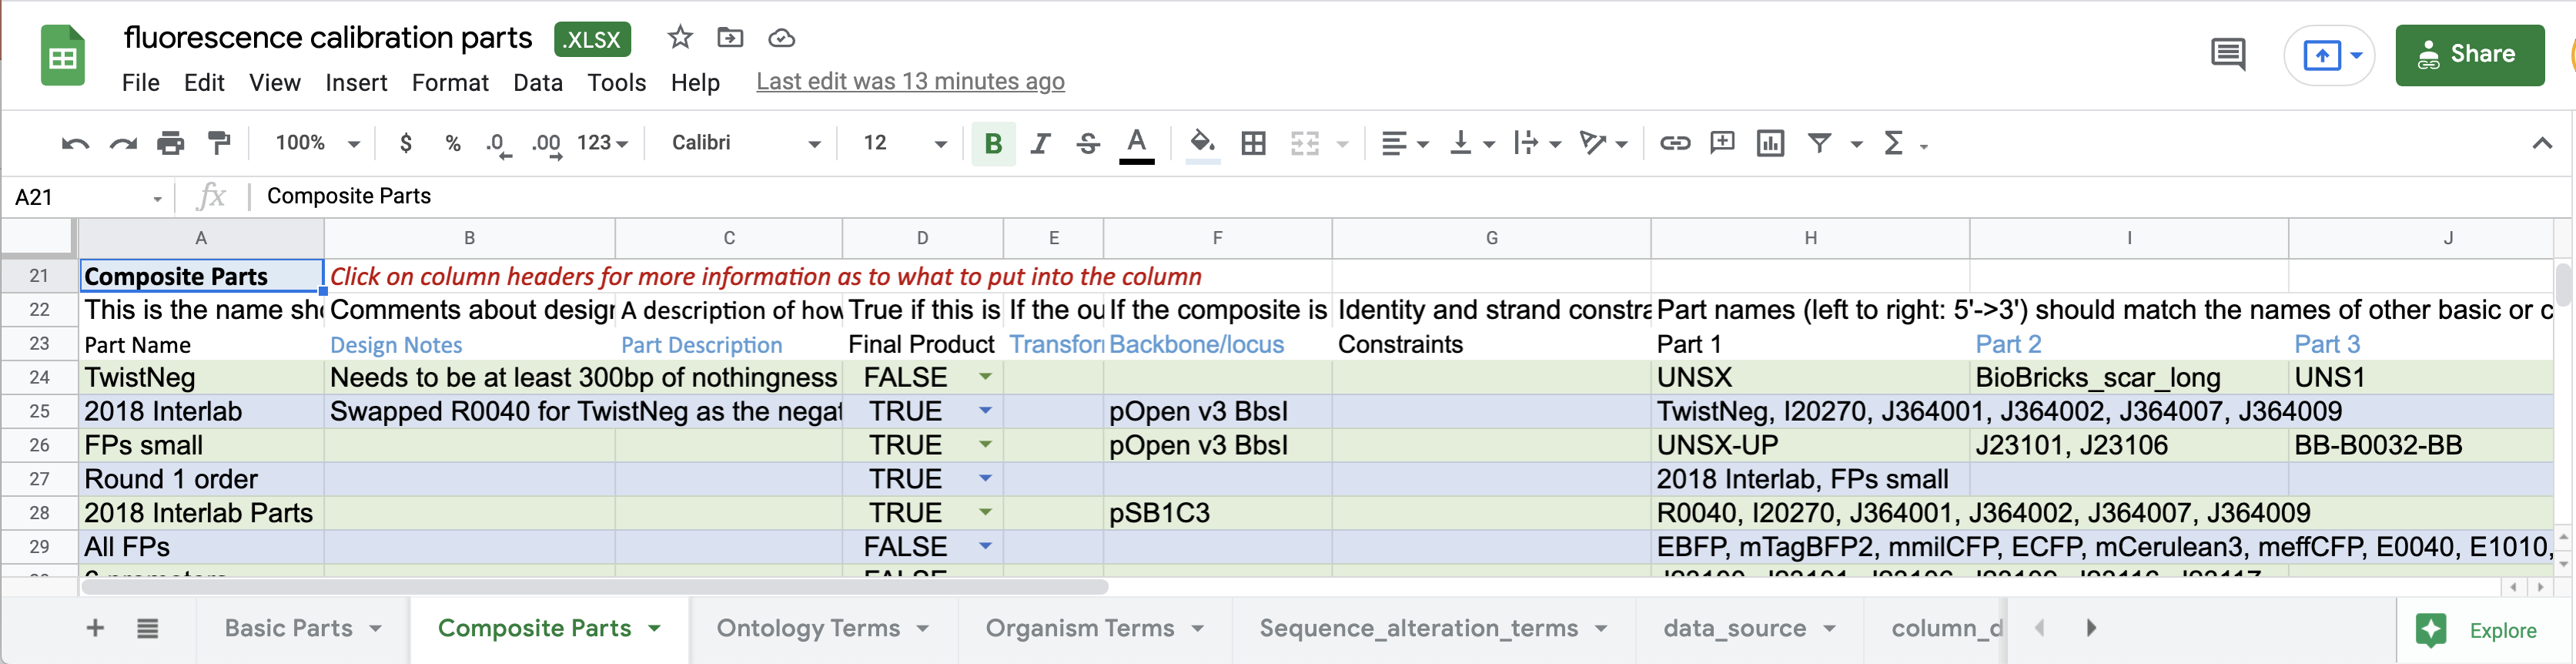 fluorescence calibration parts .XLSX
File Edit View Insert Format Data Tools Help Last edit was 13 minutes ago
Share
100% $ % .0 .00 123 Calibri 12 B I S A
A21 fx Composite Parts
A B C D E F G H I J
21 Composite Parts Click on column headers for more information as to what to put into the column
22 This is the name sh Comments about desig A description of how True if this is If the ou If the composite is Identity and strand constra Part names (left to right: 5'->3') should match the names of other basic or c
23 Part Name Design Notes Part Description Final Product Transfor Backbone/locus Constraints Part 1 Part 2 Part 3
24 TwistNeg Needs to be at least 300bp of nothingness FALSE UNSX BioBricks_scar_long UNS1
25 2018 Interlab Swapped R0040 for TwistNeg as the negat TRUE pOpen v3 BbsI TwistNeg, I20270, J364001, J364002, J364007, J364009
26 FPs small TRUE pOpen v3 BbsI UNSX-UP J23101, J23106 BB-B0032-BB
27 Round 1 order TRUE 2018 Interlab, FPs small
28 2018 Interlab Parts TRUE pSB1C3 R0040, I20270, J364001, J364002, J364007, J364009
29 All FPs FALSE EBFP, mTagBFP2, mmilCFP, ECFP, mCerulean3, meffCFP, E0040, E1010,
Basic Parts Composite Parts Ontology Terms Organism Terms Sequence_alteration_terms data_source column_d Explore